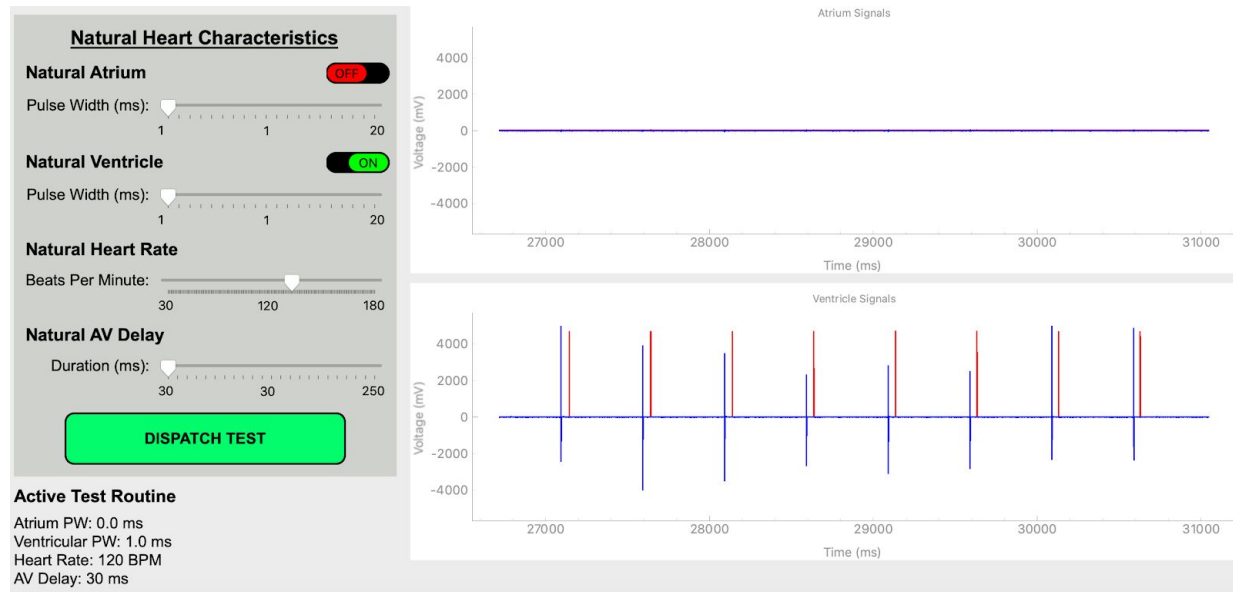 Natural Heart Characteristics
Natural Atrium
OFF
Pulse Width (ms):
1 1 20
Natural Ventricle
ON
Pulse Width (ms):
1 1 20
Natural Heart Rate
Beats Per Minute:
30 120 180
Natural AV Delay
Duration (ms):
30 30 250
DISPATCH TEST
Active Test Routine
Atrium PW: 0.0 ms
Ventricular PW: 1.0 ms
Heart Rate: 120 BPM
AV Delay: 30 ms
Atrium Signals
Voltage (mV)
4000
2000
0
-2000
-4000
27000 28000 29000 30000 31000
Time (ms)
Ventricle Signals
Voltage (mV)
4000
2000
0
-2000
-4000
27000 28000 29000 30000 31000
Time (ms)